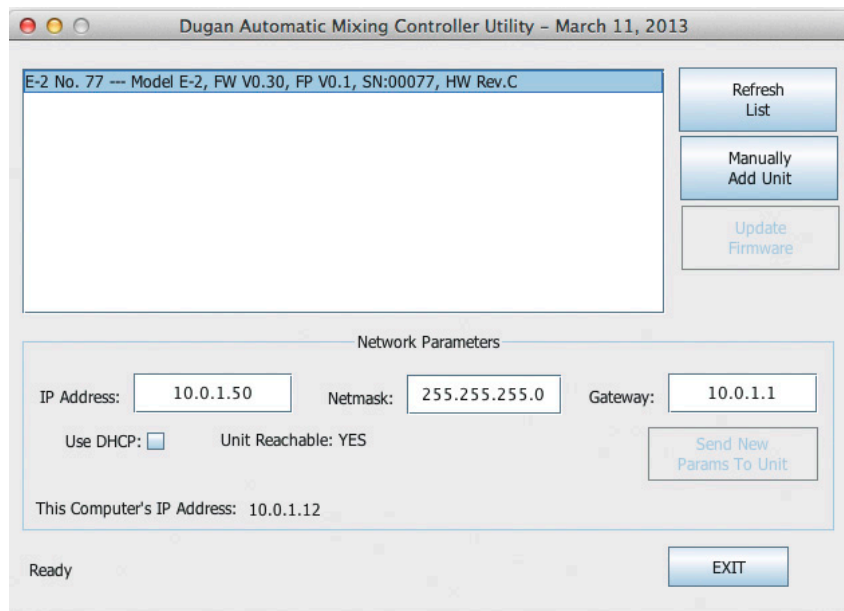 Dugan Automatic Mixing Controller Utility – March 11, 2013
E-2 No. 77 --- Model E-2, FW V0.30, FP V0.1, SN:00077, HW Rev.C
Refresh
List
Manually
Add Unit
Update
Firmware
Network Parameters
IP Address: 10.0.1.50 Netmask: 255.255.255.0 Gateway: 10.0.1.1
Use DHCP: Unit Reachable: YES
Send New
Params To Unit
This Computer's IP Address: 10.0.1.12
Ready
EXIT